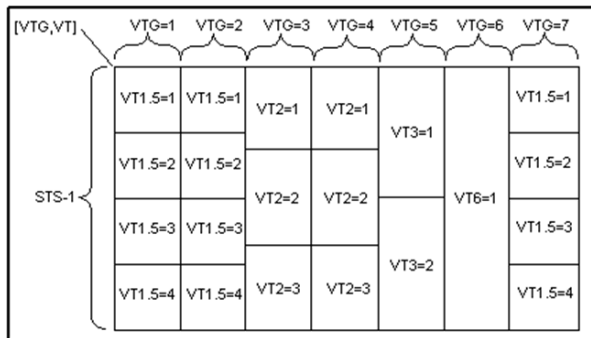 [VTG,VT] VTG=1 VTG=2 VTG=3 VTG=4 VTG=5 VTG=6 VTG=7
VT1.5=1 VT1.5=1 VT2=1 VT2=1 VT3=1 VT1.5=1
VT1.5=2 VT1.5=2 VT1.5=2
STS-1 VT2=2 VT2=2 VT6=1
VT1.5=3 VT1.5=3 VT1.5=3
VT3=2
VT1.5=4 VT1.5=4 VT2=3 VT2=3 VT1.5=4